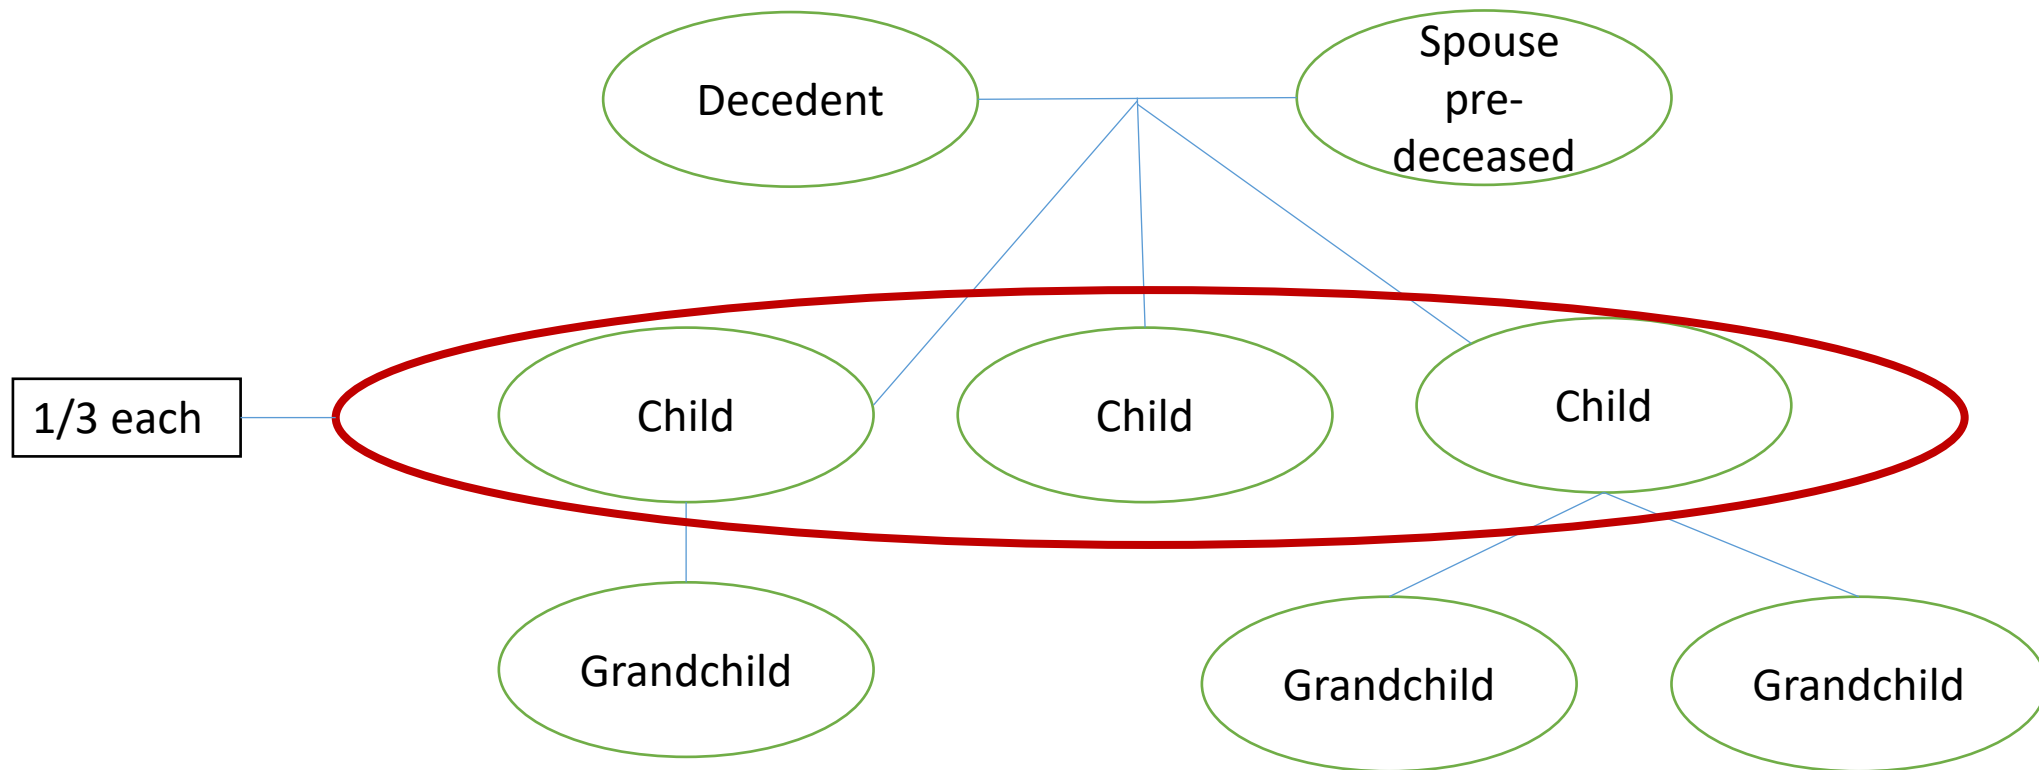 Decedent
Spouse
pre-
deceased
1/3 each
Child
Child
Child
Grandchild
Grandchild
Grandchild